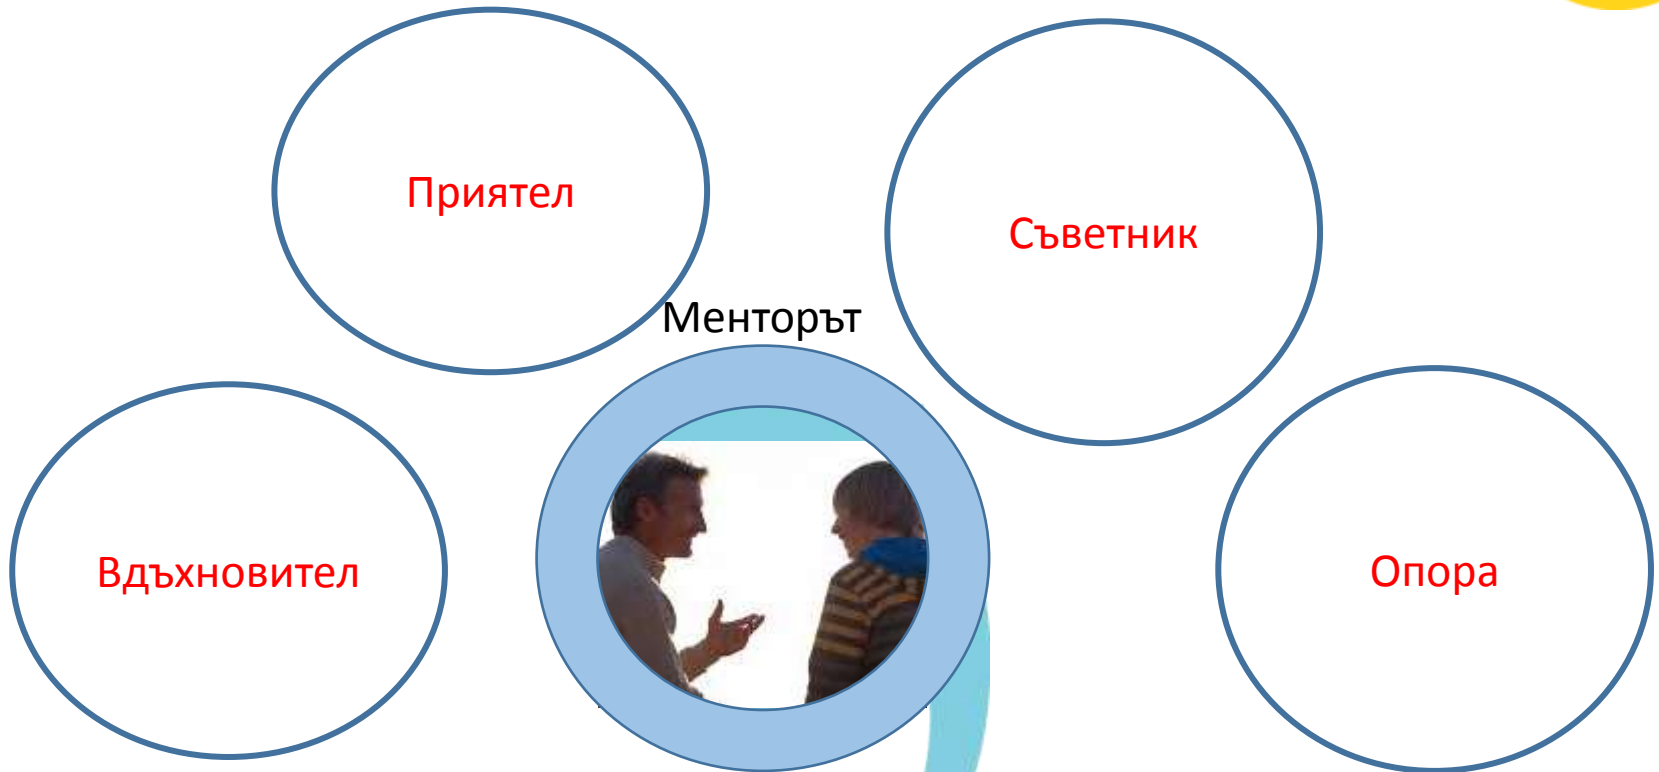 Приятел
Съветник
Менторът
Вдъхновител
Опора